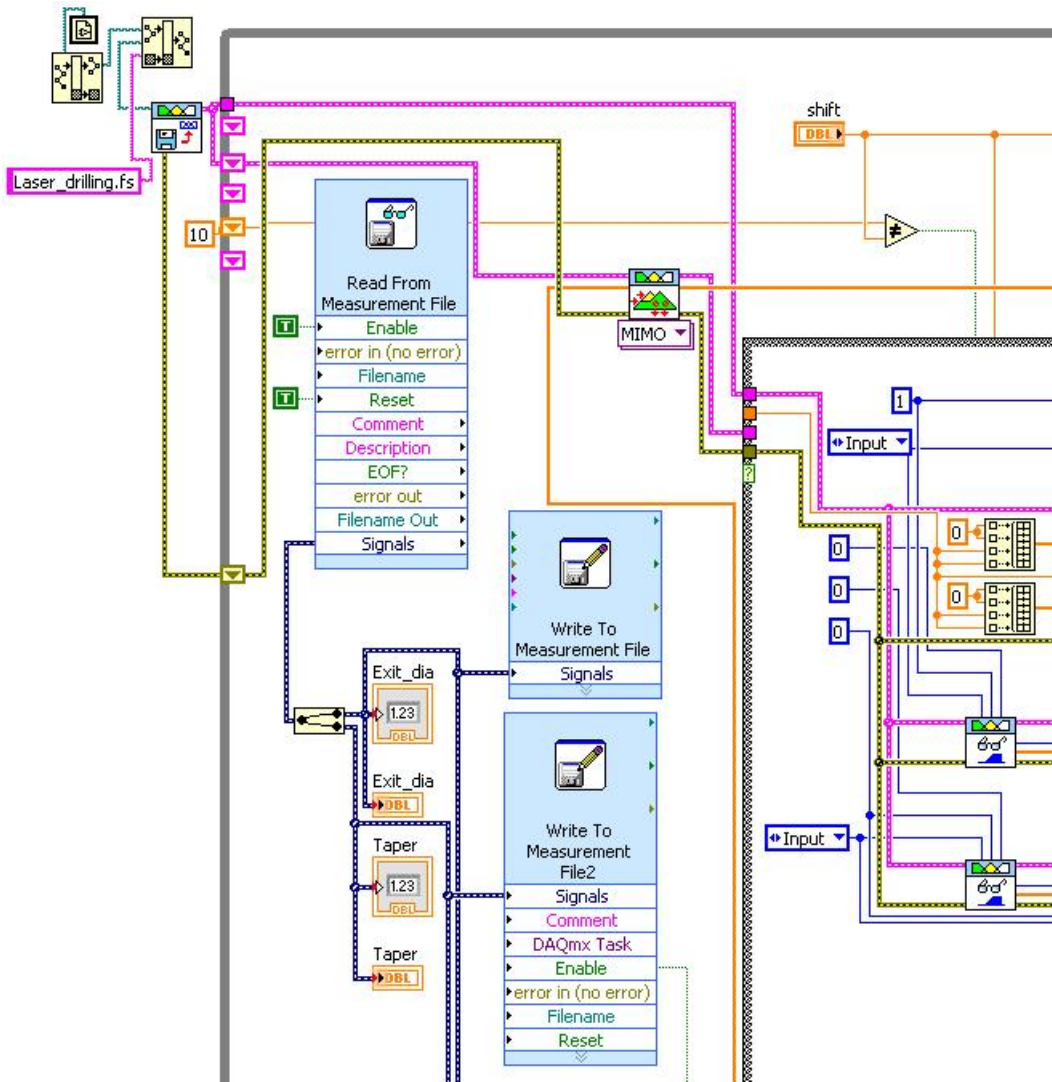 shift
DBL
Laser_drilling.fs
10
Read From
Measurement File
T
Enable
error in (no error)
Filename
T
Reset
Comment
Description
EOF?
error out
Filename Out
Signals
MIMO
1
Input
0
0
0
0
0
Write To
Measurement File
Signals
Exit_dia
1.23
DBL
Exit_dia
DBL
Taper
1.23
DBL
Taper
DBL
Write To
Measurement
File2
Signals
Comment
DAQmx Task
Enable
error in (no error)
Filename
Reset
Input
?